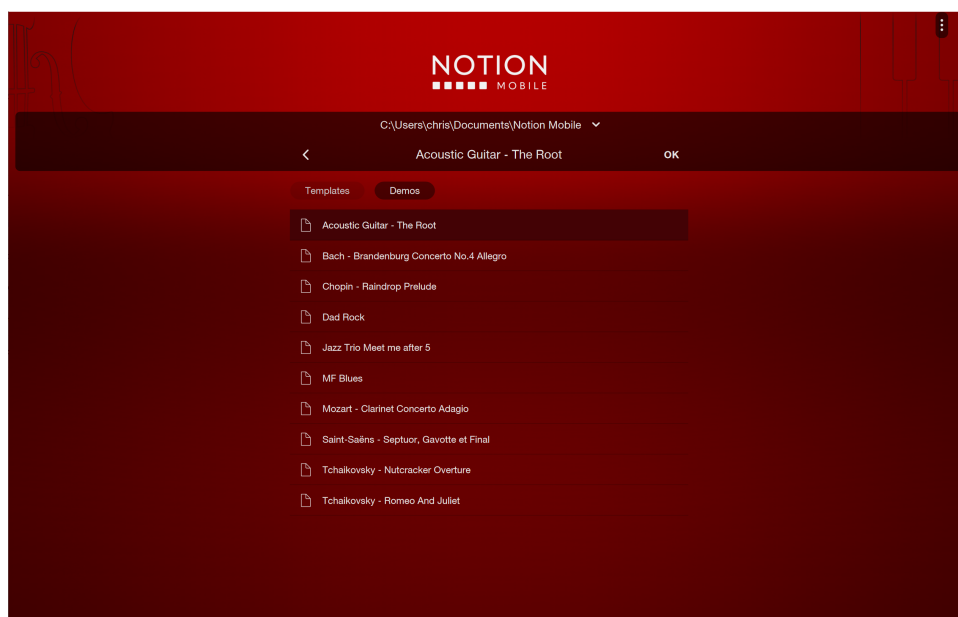 NOTION
MOBILE
C:\Users\chris\Documents\Notion Mobile
Acoustic Guitar - The Root OK
Templates Demos
Acoustic Guitar - The Root
Bach - Brandenburg Concerto No.4 Allegro
Chopin - Raindrop Prelude
Dad Rock
Jazz Trio Meet me after 5
MF Blues
Mozart - Clarinet Concerto Adagio
Saint-Saëns - Septuor, Gavotte et Final
Tchaikovsky - Nutcracker Overture
Tchaikovsky - Romeo And Juliet